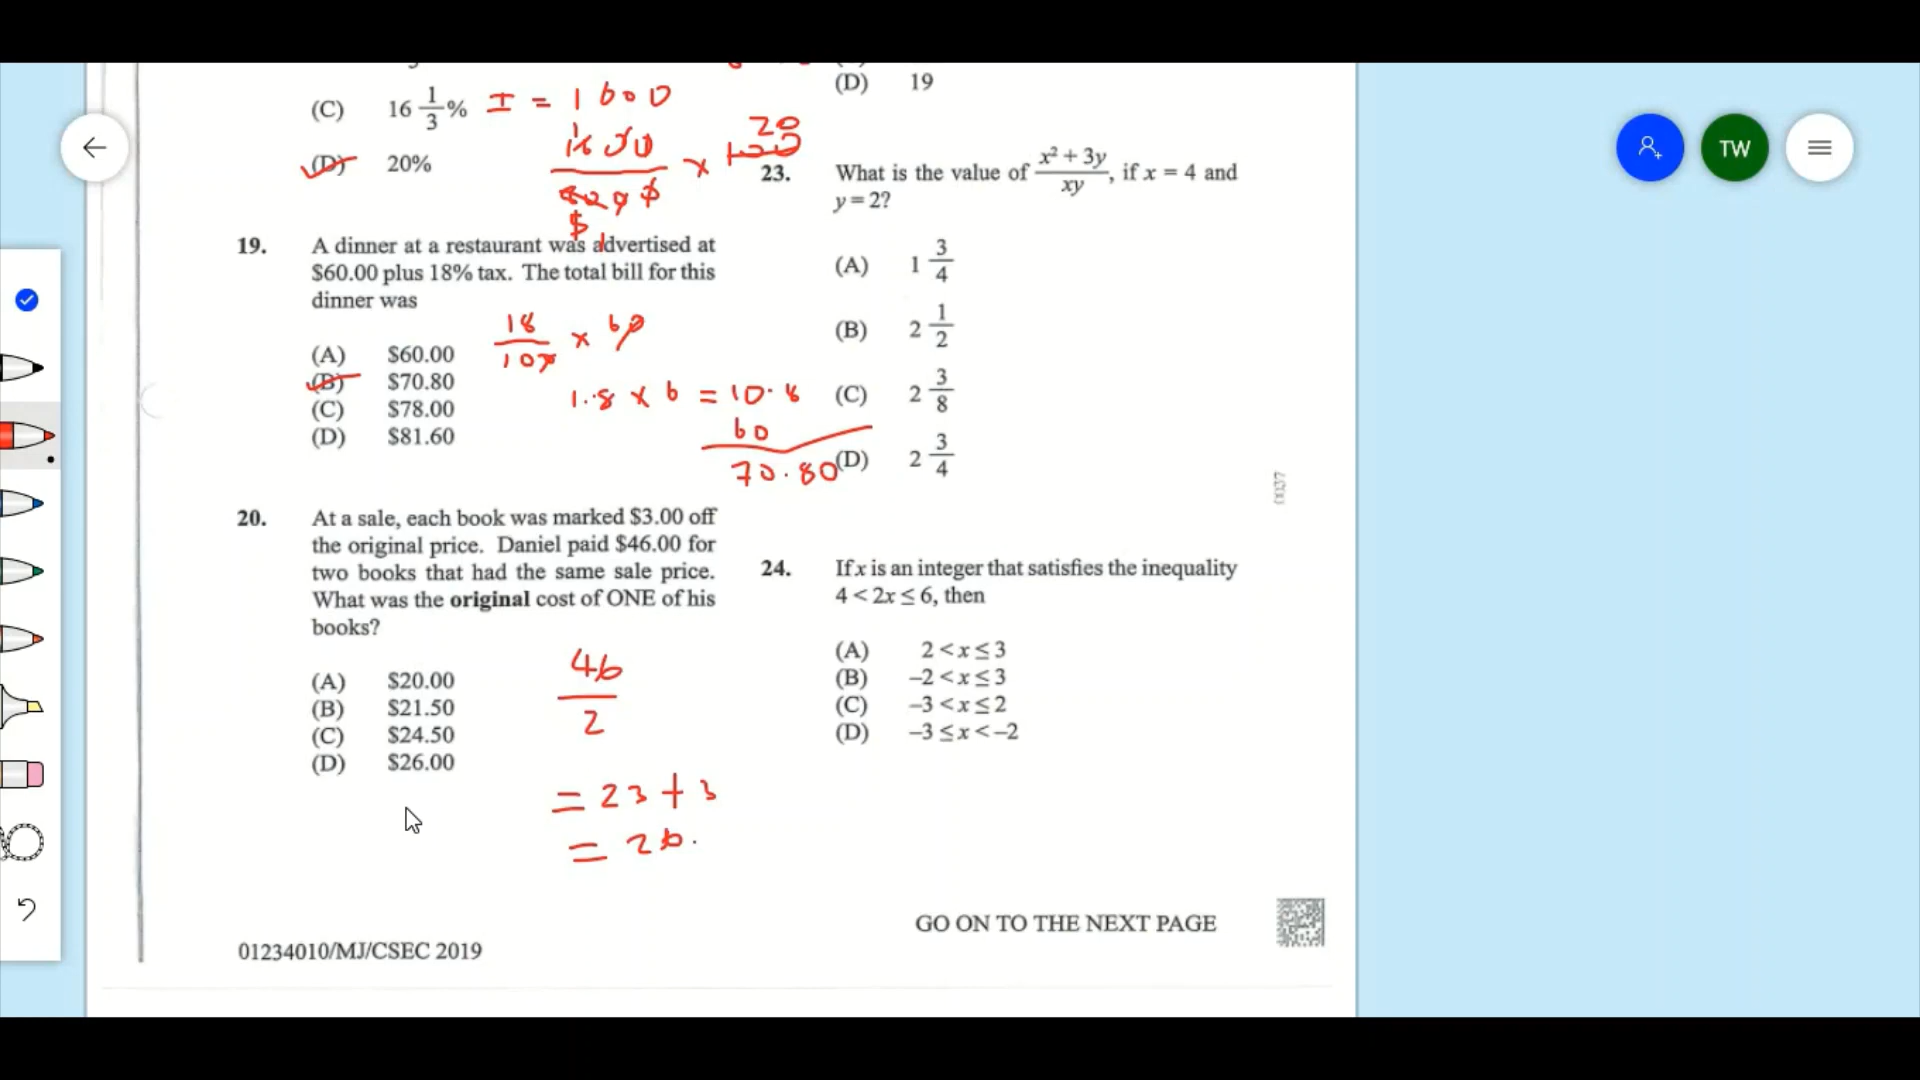 (C) 16 1/3 % I = 1600
1600/8000 x 100 20
(D) 20%
19. A dinner at a restaurant was advertised at
$60.00 plus 18% tax. The total bill for this
dinner was
18/100 x 60
(A) $60.00
(B) $70.80
(C) $78.00
(D) $81.60
1.8 x 6 = 10.8
60
70.80
20. At a sale, each book was marked $3.00 off
the original price. Daniel paid $46.00 for
two books that had the same sale price.
What was the original cost of ONE of his
books?
(A) $20.00
(B) $21.50
(C) $24.50
(D) $26.00
46/2
= 23 + 3
= 26.
(D) 19
23. What is the value of x² + 3y / xy, if x = 4 and
y = 2?
(A) 1 3/4
(B) 2 1/2
(C) 2 3/8
(D) 2 3/4
24. If x is an integer that satisfies the inequality
4 < 2x ≤ 6, then
(A) 2 < x ≤ 3
(B) –2 < x ≤ 3
(C) –3 < x ≤ 2
(D) –3 ≤ x < –2
GO ON TO THE NEXT PAGE
01234010/MJ/CSEC 2019
TW